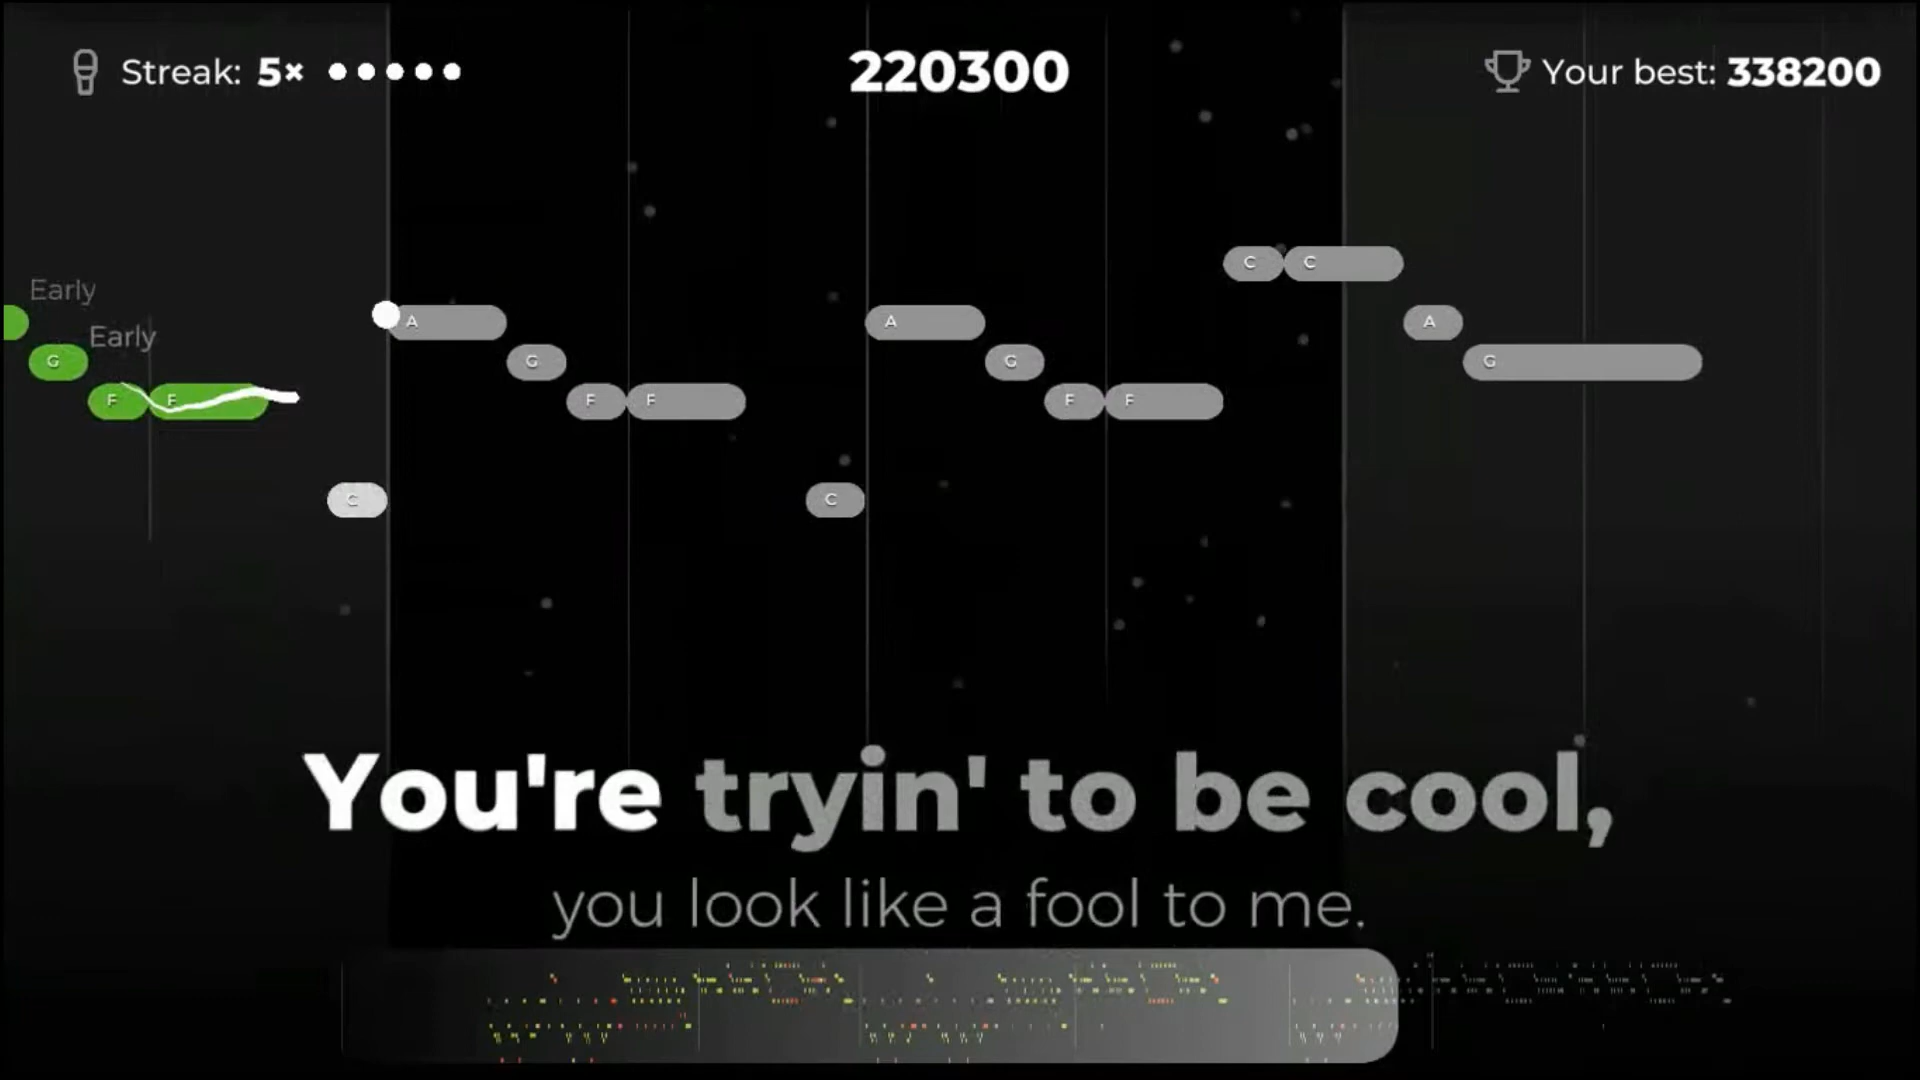 Streak: 5× 220300 Your best: 338200
C C
Early
A A A
Early
G G G G
F F F F F F
C C
You're tryin' to be cool,
you look like a fool to me.